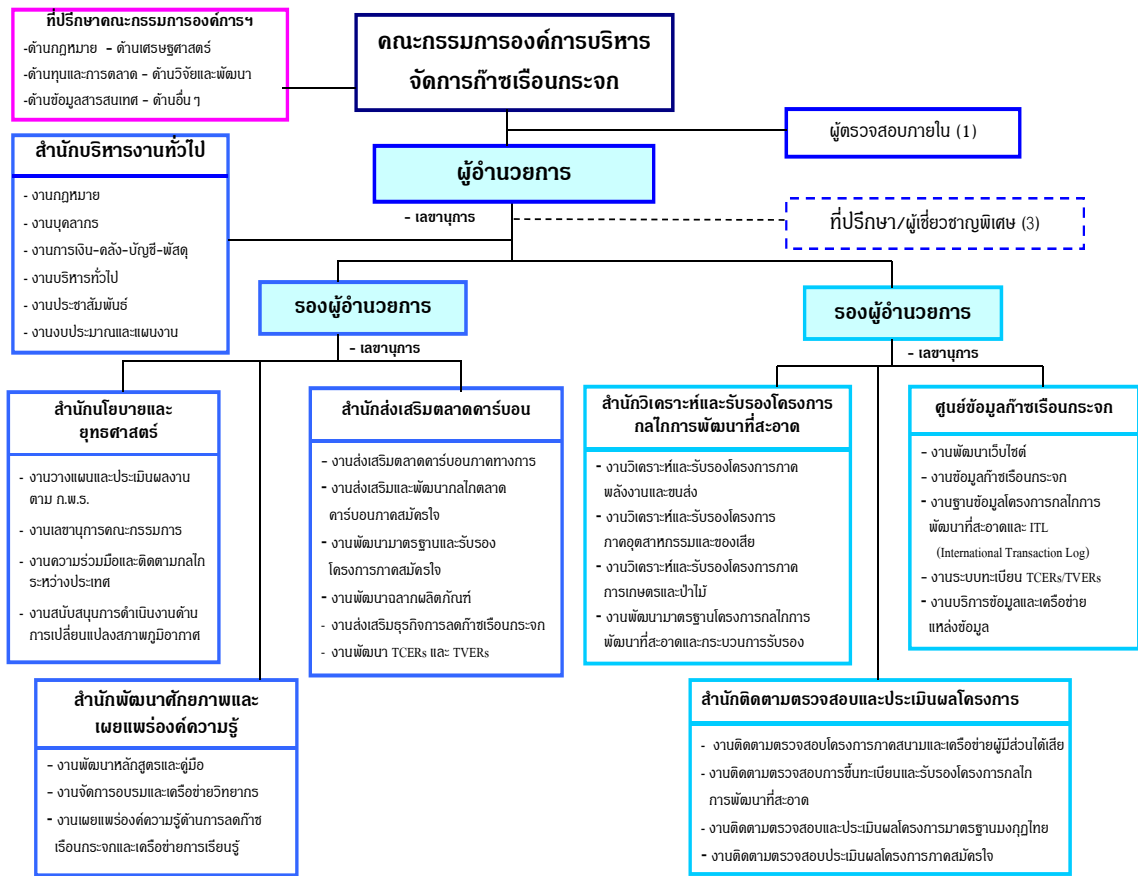 ที่ปรึกษาคณะกรรมการองค์การฯ
-ด้านกฎหมาย – ด้านเศรษฐศาสตร์
-ด้านทุนและการตลาด – ด้านวิจัยและพัฒนา
-ด้านข้อมูลสารสนเทศ – ด้านอื่น ๆ
คณะกรรมการองค์การบริหาร
จัดการก๊าซเรือนกระจก
ผู้ตรวจสอบภายใน (1)
ผู้อำนวยการ
– เลขานุการ
ที่ปรึกษา/ผู้เชี่ยวชาญพิเศษ (3)
สำนักบริหารงานทั่วไป
- งานกฎหมาย
- งานบุคลากร
- งานการเงิน-คลัง-บัญชี-พัสดุ
- งานบริหารทั่วไป
- งานประชาสัมพันธ์
- งานงบประมาณและแผนงาน
รองผู้อำนวยการ
– เลขานุการ
รองผู้อำนวยการ
– เลขานุการ
สำนักนโยบายและ
ยุทธศาสตร์
- งานวางแผนและประเมินผลงาน
ตาม ก.พ.ร.
- งานเลขานุการคณะกรรมการ
- งานความร่วมมือและติดตามกลไก
ระหว่างประเทศ
- งานสนับสนุนการดำเนินงานด้าน
การเปลี่ยนแปลงสภาพภูมิอากาศ
สำนักส่งเสริมตลาดคาร์บอน
- งานส่งเสริมตลาดคาร์บอนภาคทางการ
- งานส่งเสริมและพัฒนากลไกตลาด
คาร์บอนภาคสมัครใจ
- งานพัฒนามาตรฐานและรับรอง
โครงการภาคสมัครใจ
- งานพัฒนาฉลากผลิตภัณฑ์
- งานส่งเสริมธุรกิจการลดก๊าซเรือนกระจก
- งานพัฒนา TCERs และ TVERs
สำนักวิเคราะห์และรับรองโครงการ
กลไกการพัฒนาที่สะอาด
- งานวิเคราะห์และรับรองโครงการภาค
พลังงานและขนส่ง
- งานวิเคราะห์และรับรองโครงการ
ภาคอุตสาหกรรมและของเสีย
- งานวิเคราะห์และรับรองโครงการภาค
การเกษตรและป่าไม้
- งานพัฒนามาตรฐานโครงการกลไกการ
พัฒนาที่สะอาดและกระบวนการรับรอง
ศูนย์ข้อมูลก๊าซเรือนกระจก
- งานพัฒนาเว็บไซต์
- งานข้อมูลก๊าซเรือนกระจก
- งานฐานข้อมูลโครงการกลไกการ
พัฒนาที่สะอาดและ ITL
(International Transaction Log)
- งานระบบทะเบียน TCERs/TVERs
- งานบริการข้อมูลและเครือข่าย
แหล่งข้อมูล
สำนักพัฒนาศักยภาพและ
เผยแพร่องค์ความรู้
- งานพัฒนาหลักสูตรและคู่มือ
- งานจัดการอบรมและเครือข่ายวิทยากร
- งานเผยแพร่องค์ความรู้ด้านการลดก๊าซ
เรือนกระจกและเครือข่ายการเรียนรู้
สำนักติดตามตรวจสอบและประเมินผลโครงการ
- งานติดตามตรวจสอบโครงการภาคสนามและเครือข่ายผู้มีส่วนได้เสีย
- งานติดตามตรวจสอบการขึ้นทะเบียนและรับรองโครงการกลไก
การพัฒนาที่สะอาด
- งานติดตามตรวจสอบและประเมินผลโครงการมาตรฐานมงกุฎไทย
- งานติดตามตรวจสอบประเมินผลโครงการภาคสมัครใจ